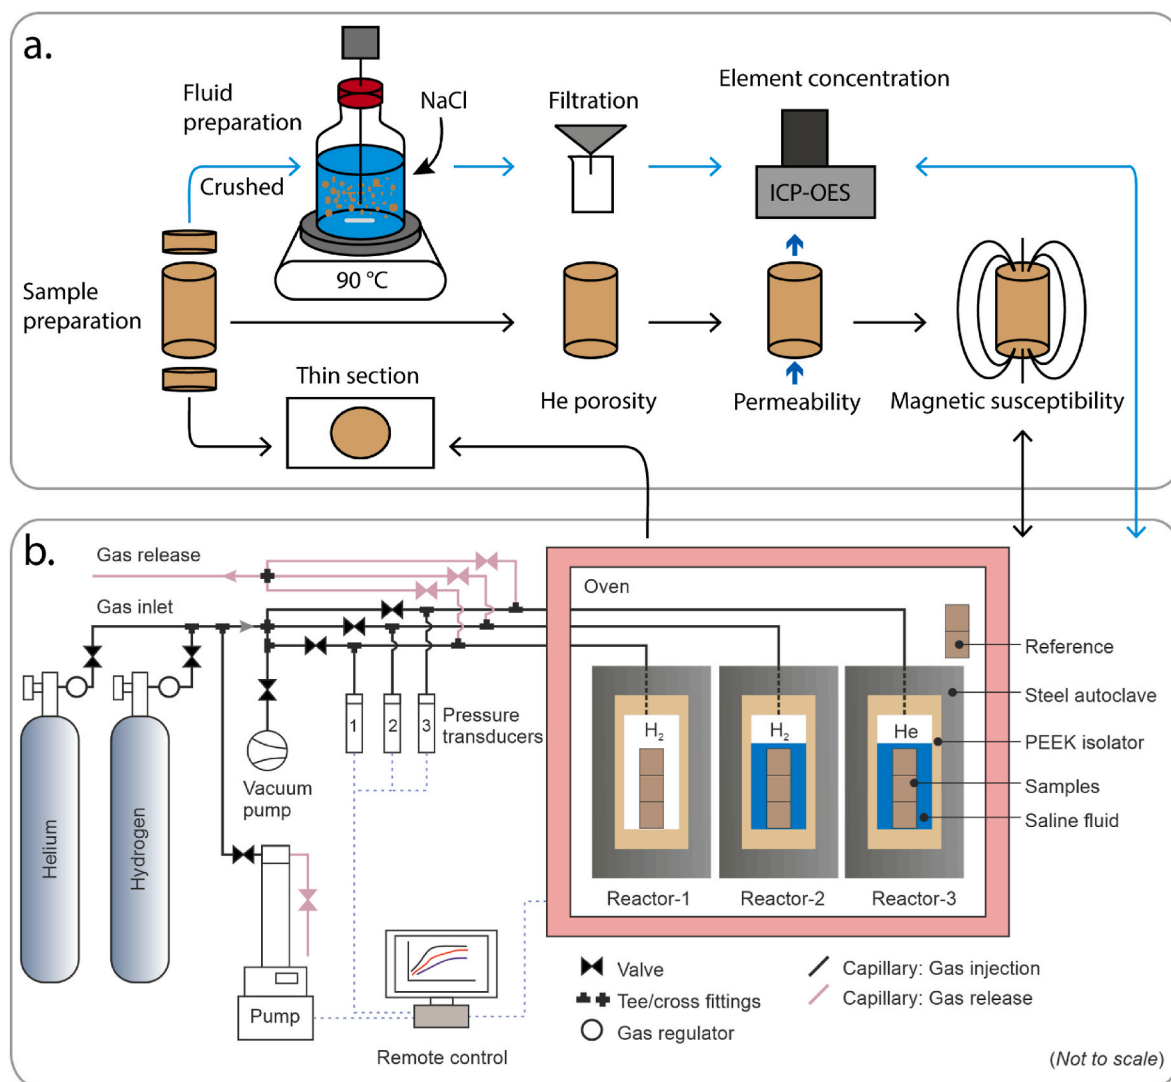 a.
Fluid
preparation
Crushed
NaCl
90 °C
Filtration
Element concentration
ICP-OES
Sample
preparation
Thin section
He porosity
Permeability
Magnetic susceptibility
b.
Gas release
Gas inlet
Helium
Hydrogen
Vacuum
pump
1
2
3
Pressure
transducers
Pump
Remote control
Oven
H2
H2
He
Reactor-1
Reactor-2
Reactor-3
Reference
Steel autoclave
PEEK isolator
Samples
Saline fluid
Valve
Tee/cross fittings
Gas regulator
Capillary: Gas injection
Capillary: Gas release
(Not to scale)